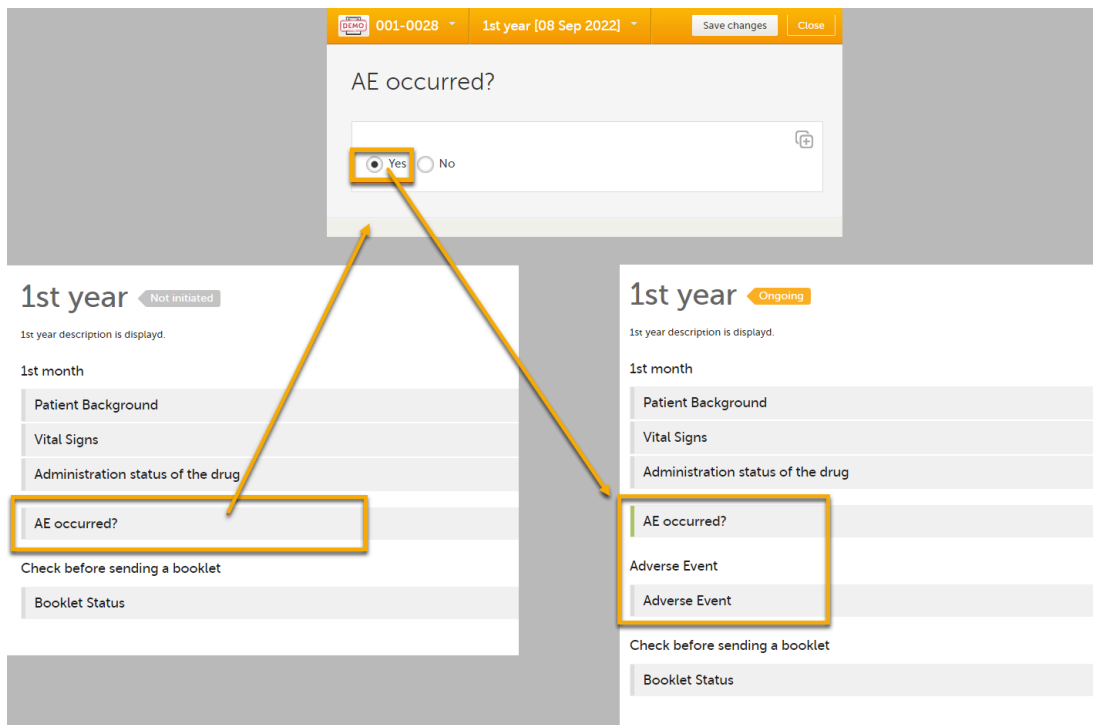 DEMO 001-0028 1st year [08 Sep 2022] Save changes Close
AE occurred?
Yes No
1st year Not initiated
1st year description is displayd.
1st month
Patient Background
Vital Signs
Administration status of the drug
AE occurred?
Check before sending a booklet
Booklet Status
1st year Ongoing
1st year description is displayd.
1st month
Patient Background
Vital Signs
Administration status of the drug
AE occurred?
Adverse Event
Adverse Event
Check before sending a booklet
Booklet Status